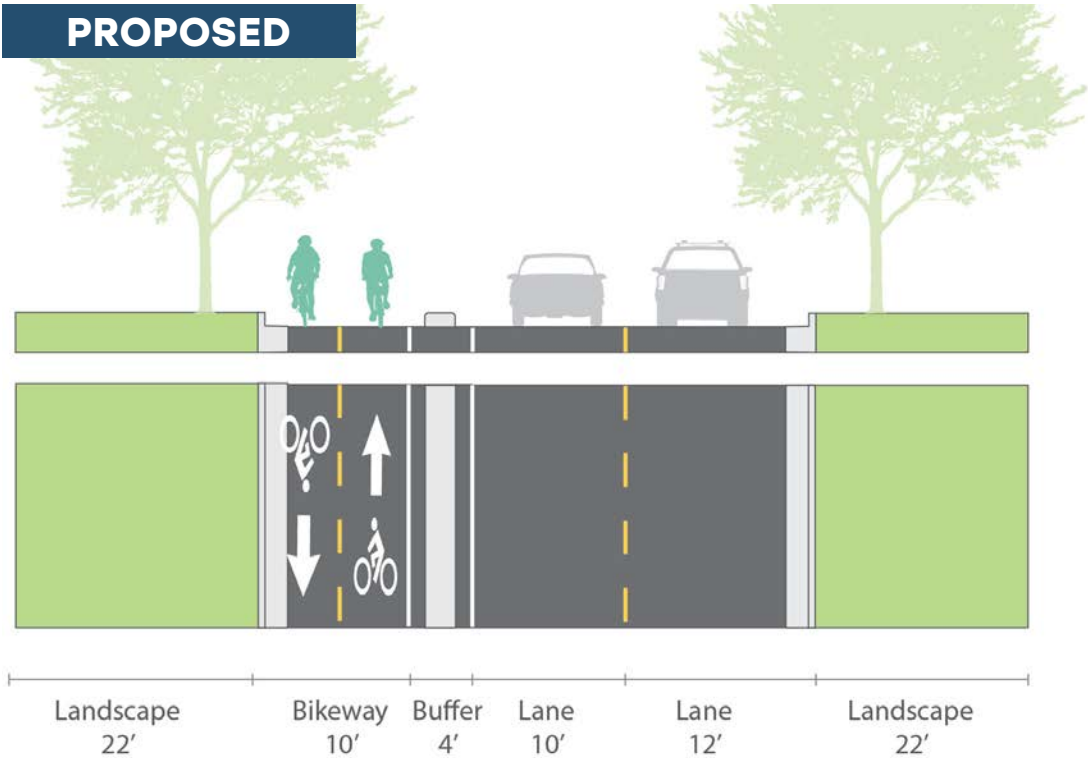 PROPOSED
Landscape Bikeway Buffer Lane Lane Landscape
22′ 10′ 4′ 10′ 12′ 22′